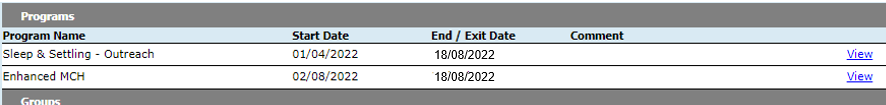 Programs
Program Name Start Date End / Exit Date Comment
Sleep & Settling - Outreach 01/04/2022 18/08/2022 View
Enhanced MCH 02/08/2022 18/08/2022 View
Groups